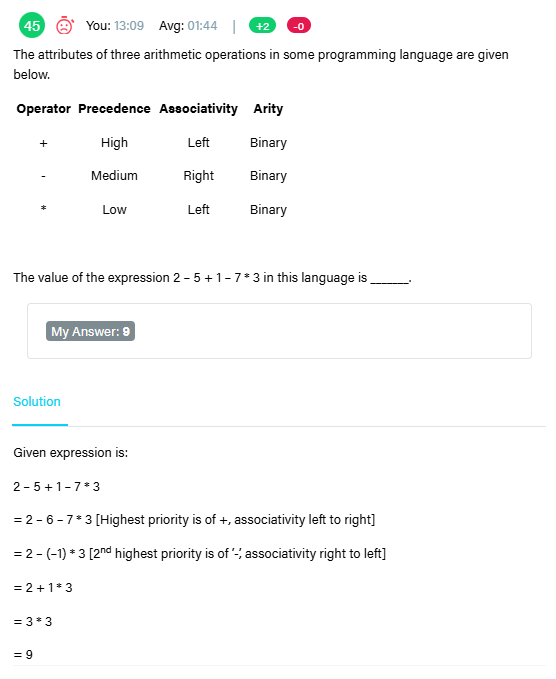 45 You: 13:09 Avg: 01:44 | +2 -0
The attributes of three arithmetic operations in some programming language are given
below.
Operator Precedence Associativity Arity
+ High Left Binary
- Medium Right Binary
* Low Left Binary
The value of the expression 2 – 5 + 1 – 7 * 3 in this language is _______.
My Answer: 9
Solution
Given expression is:
2 – 5 + 1 – 7 * 3
= 2 – 6 – 7 * 3 [Highest priority is of +, associativity left to right]
= 2 – (–1) * 3 [2nd highest priority is of ‘-’, associativity right to left]
= 2 + 1 * 3
= 3 * 3
= 9